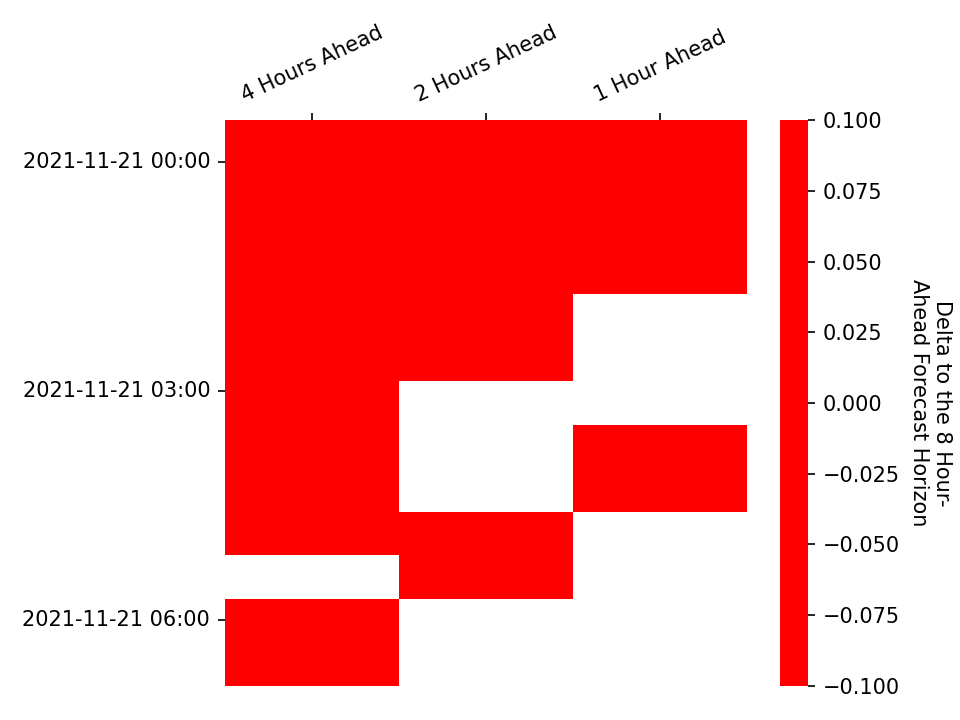 4 Hours Ahead
2 Hours Ahead
1 Hour Ahead
2021-11-21 00:00
2021-11-21 03:00
2021-11-21 06:00
0.100
0.075
0.050
0.025
0.000
−0.025
−0.050
−0.075
−0.100
Delta to the 8 Hour-
Ahead Forecast Horizon